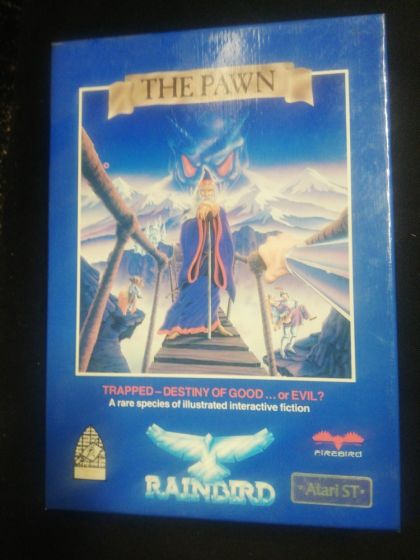 THE PAWN
TRAPPED – DESTINY OF GOOD ... or EVIL?
A rare species of illustrated interactive fiction
FIREBIRD
RAINBIRD
Atari ST